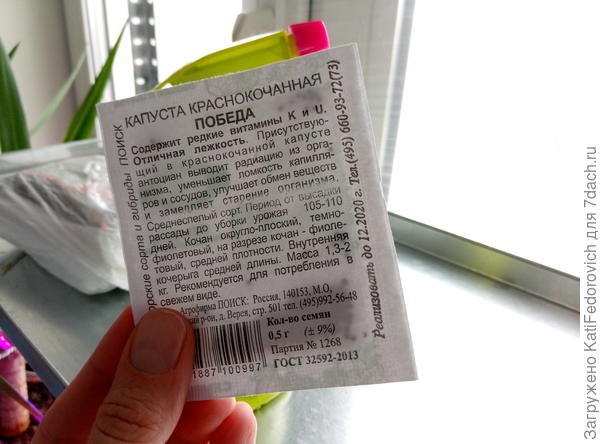 КАПУСТА КРАСНОКОЧАННАЯ
ПОБЕДА
Содержит редкие витамины K и U.
Отличная лежкость. Присутствую-
щий в краснокочанной капусте
антоциан выводит радиацию из орга-
низма, уменьшает ломкость капилля-
ров и сосудов, улучшает обмен веществ
и замедляет старение организма.
Среднеспелый сорт. Период от высадки
рассады до уборки урожая 105-110
дней. Кочан округло-плоский, темно-
фиолетовый, на разрезе кочан - фиоле-
товый, средней плотности. Внутренняя
кочерыга средней длины. Масса 1,3-2
кг. Рекомендуется для потребления в
свежем виде.
Агрофирма ПОИСК: Россия, 140153, М.О,
р-он, д. Верея, стр. 501 тел. (495)992-56-48
Кол-во семян
0,5 г (± 9%)
Партия № 1268
ГОСТ 32592-2013
1887 100997
сорта и гибриды ПОИСК
Реализовать до 12.2020 г. Тел.(495) 660-93-72(73)
Загружено KatiFedorovich для 7dach.ru